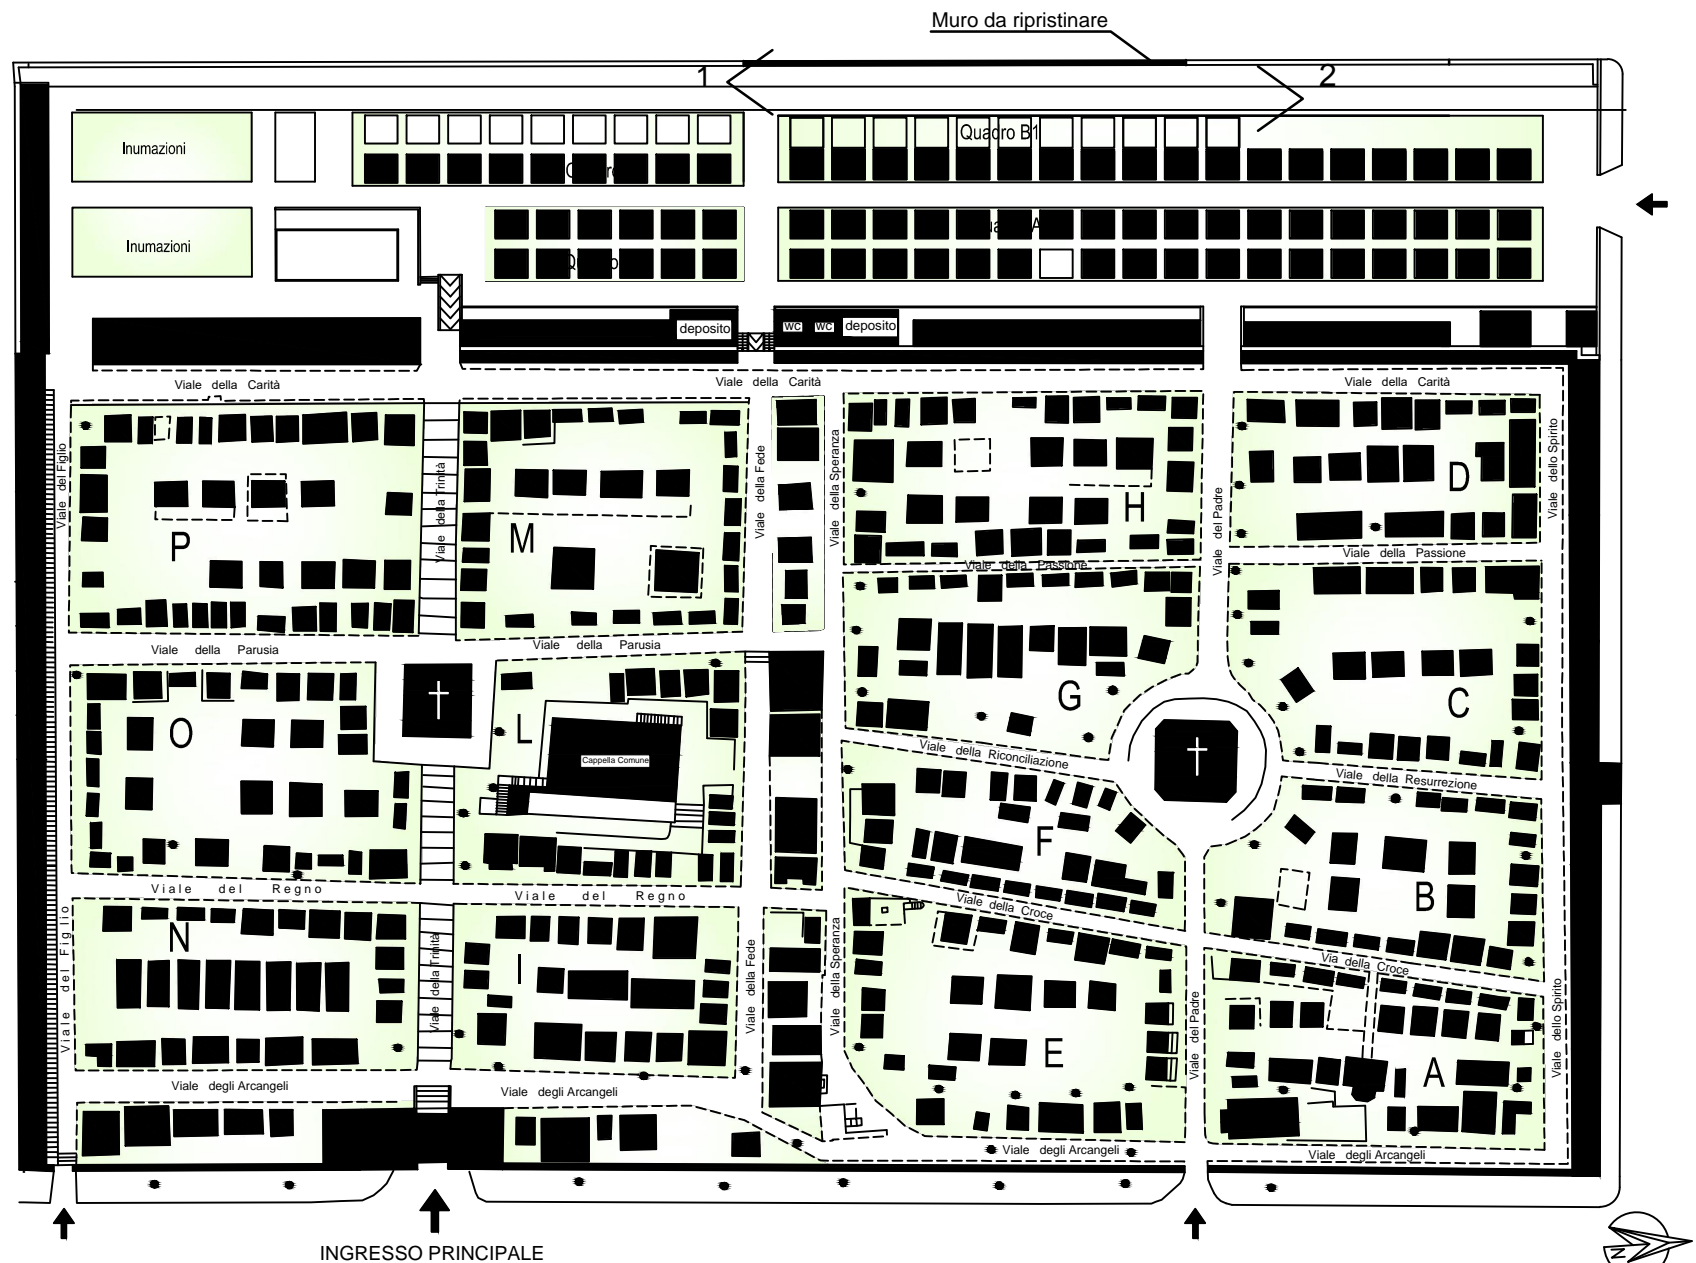 Muro da ripristinare
1
2
Inumazioni
Quadro B1
Inumazioni
deposito
WC
WC
deposito
Viale della Carità
Viale della Carità
Viale della Carità
Viale del Figlio
Viale della Trinità
Viale della Fede
Viale della Speranza
Viale del Padre
Viale dello Spirito
P
M
H
D
Viale della Passione
Viale della Passione
Viale della Parusia
Viale della Parusia
O
L
G
C
Cappella Comune
Viale della Riconciliazione
Viale della Resurrezione
F
B
Viale del Regno
Viale del Regno
Viale della Croce
Via della Croce
N
I
E
A
Viale del Figlio
Viale della Trinità
Viale della Fede
Viale della Speranza
Viale del Padre
Viale dello Spirito
Viale degli Arcangeli
Viale degli Arcangeli
Viale degli Arcangeli
Viale degli Arcangeli
INGRESSO PRINCIPALE
N